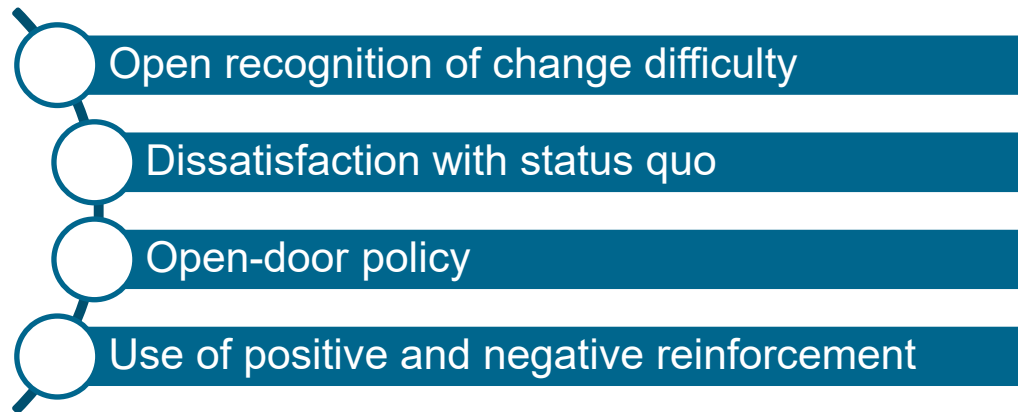 Open recognition of change difficulty
Dissatisfaction with status quo
Open-door policy
Use of positive and negative reinforcement